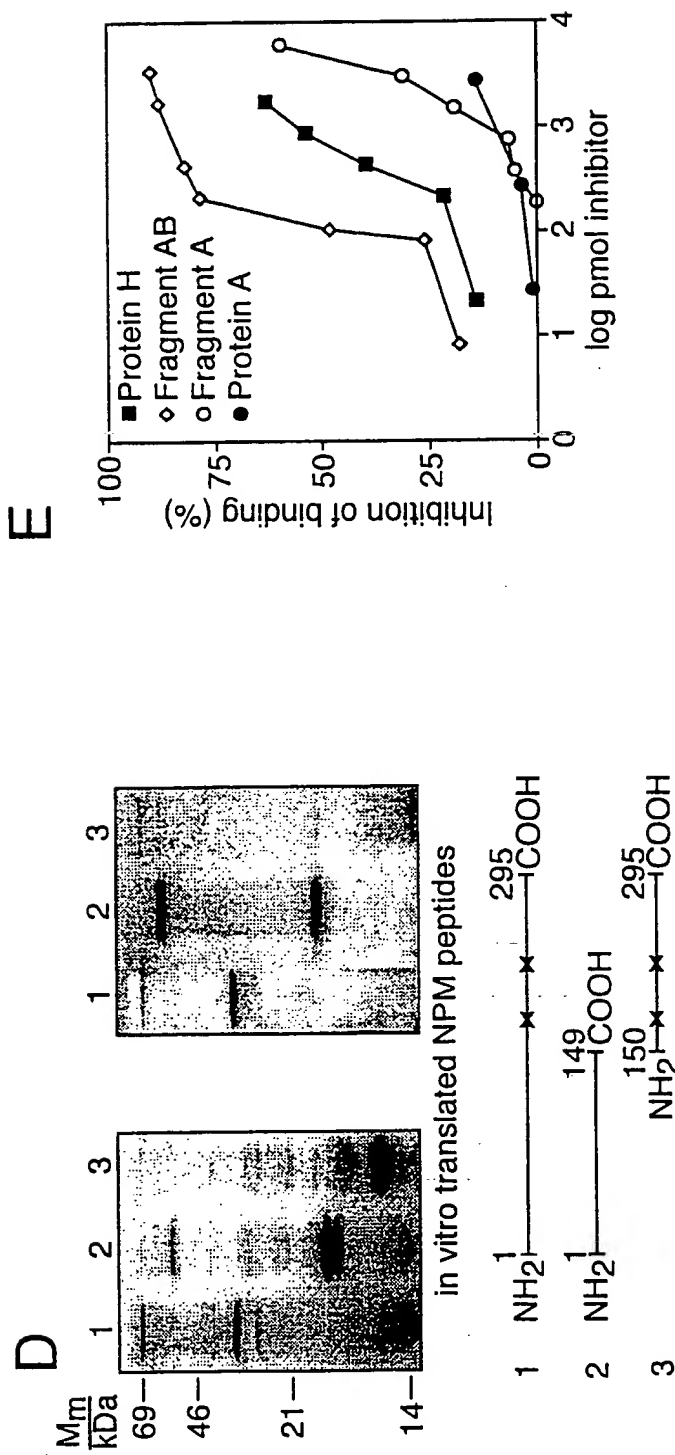 D
Mm
kDa
69
46
21
14
1 2 3
1 2 3
in vitro translated NPM peptides
1 NH2 1 295 COOH
2 NH2 1 149 COOH
3 NH2 150 295 COOH
E
Inhibition of binding (%)
100
75
50
25
0
Protein H
Fragment AB
Fragment A
Protein A
0 1 2 3 4
log pmol inhibitor